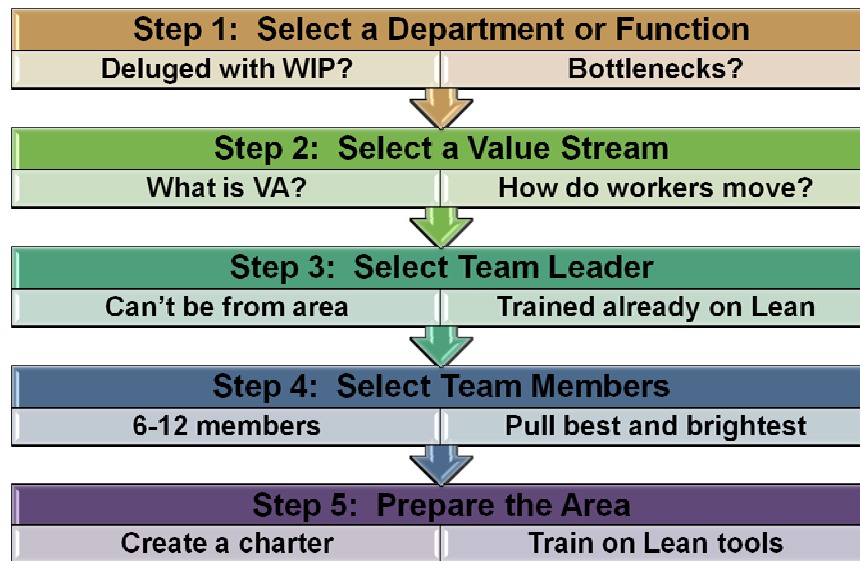 Step 1:  Select a Department or Function
Deluged with WIP?
Bottlenecks?
Step 2:  Select a Value Stream
What is VA?
How do workers move?
Step 3:  Select Team Leader
Can't be from area
Trained already on Lean
Step 4:  Select Team Members
6-12 members
Pull best and brightest
Step 5:  Prepare the Area
Create a charter
Train on Lean tools